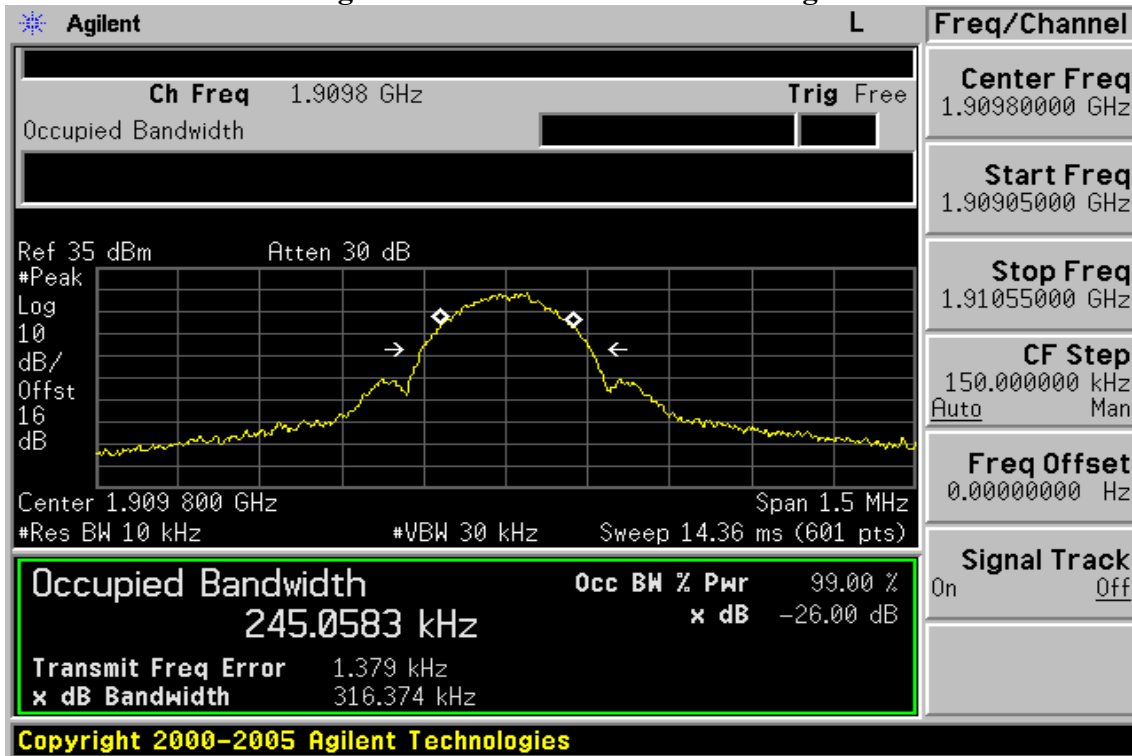 Agilent L
Ch Freq 1.9098 GHz Trig Free
Occupied Bandwidth
Ref 35 dBm Atten 30 dB
#Peak
Log
10
dB/
Offst
16
dB
Center 1.909 800 GHz Span 1.5 MHz
#Res BW 10 kHz #VBW 30 kHz Sweep 14.36 ms (601 pts)
Occupied Bandwidth Occ BW % Pwr 99.00 %
245.0583 kHz x dB -26.00 dB
Transmit Freq Error 1.379 kHz
x dB Bandwidth 316.374 kHz
Copyright 2000-2005 Agilent Technologies
Freq/Channel
Center Freq
1.90980000 GHz
Start Freq
1.90905000 GHz
Stop Freq
1.91055000 GHz
CF Step
150.000000 kHz
Auto Man
Freq Offset
0.00000000 Hz
Signal Track
On Off